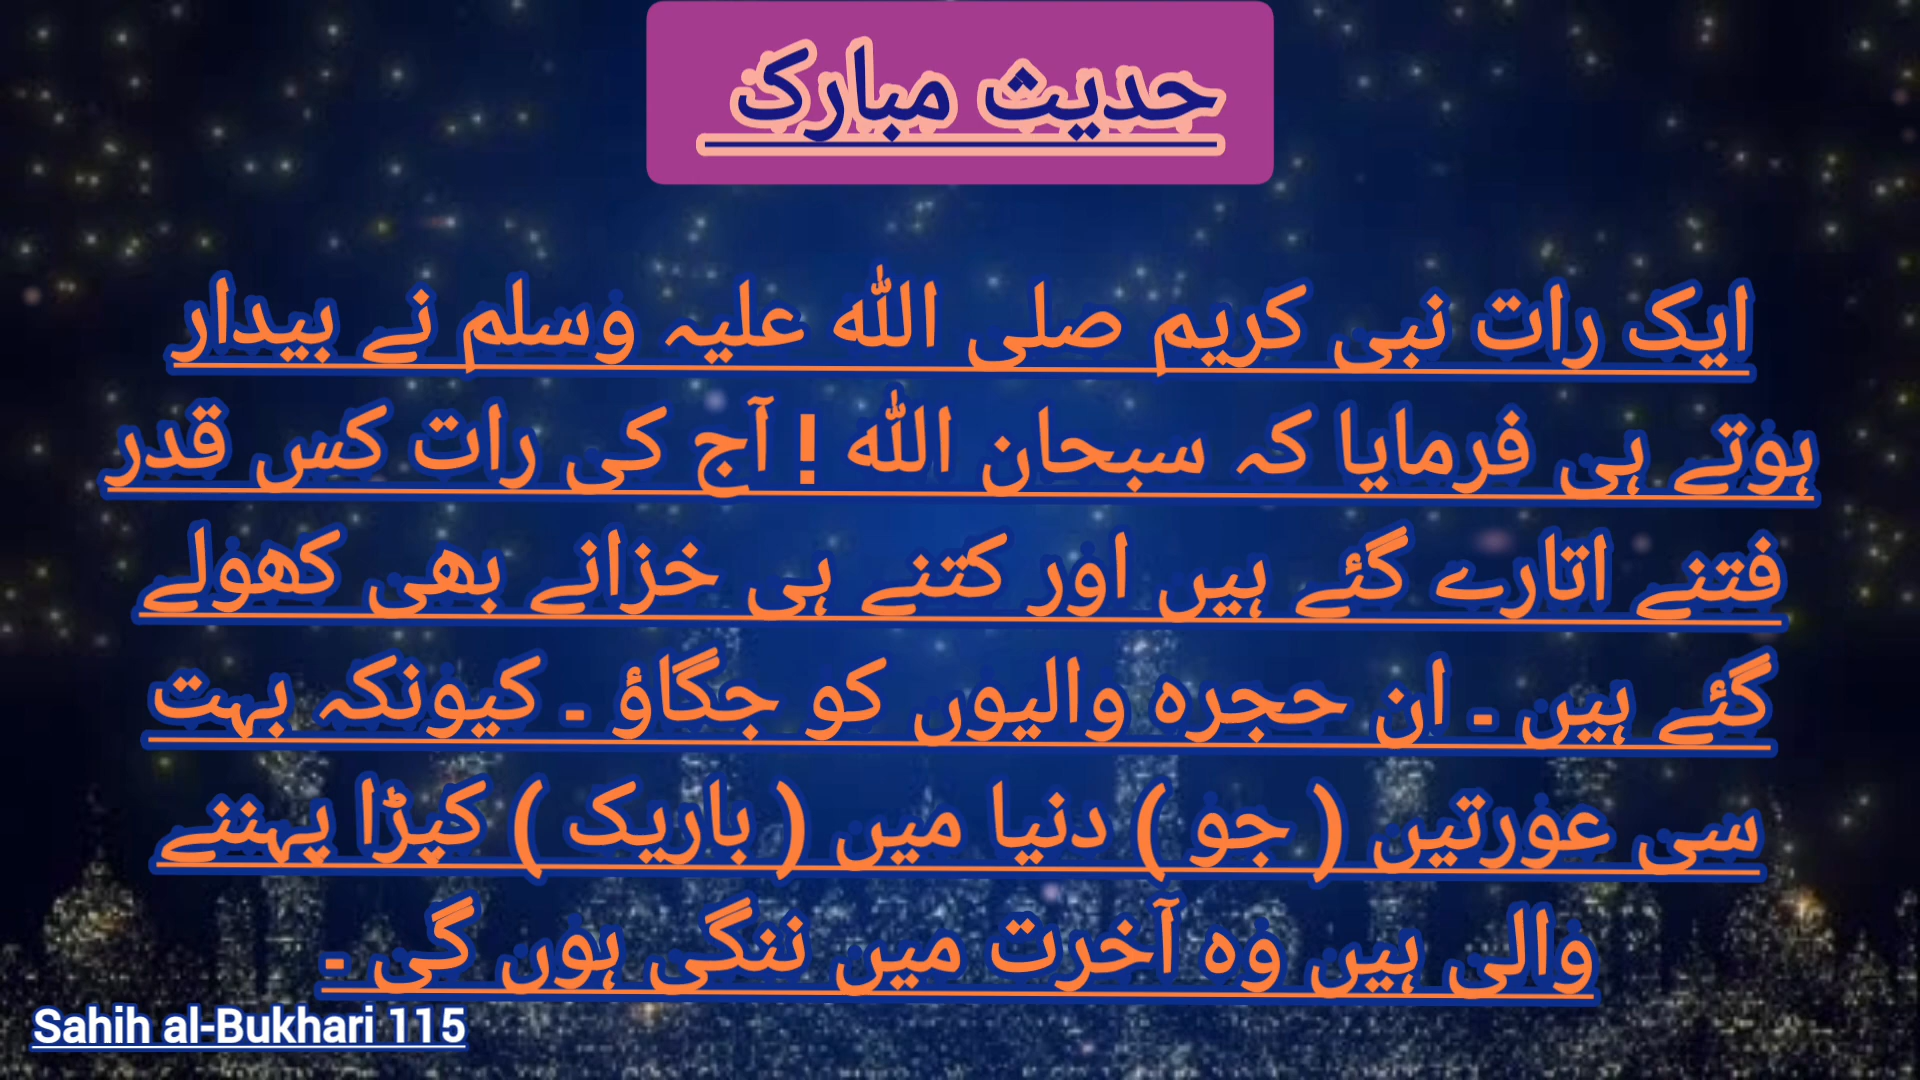 حدیث مبارک
ایک رات نبی کریم صلی اللہ علیہ وسلم نے بیدار
ہوتے ہی فرمایا کہ سبحان اللہ ! آج کی رات کس قدر
فتنے اتارے گئے ہیں اور کتنے ہی خزانے بھی کھولے
گئے ہیں ۔ ان حجرہ والیوں کو جگاؤ ۔ کیونکہ بہت
سی عورتیں ( جو ) دنیا میں ( باریک ) کپڑا پہننے
والی ہیں وہ آخرت میں ننگی ہوں گی ۔
Sahih al-Bukhari 115